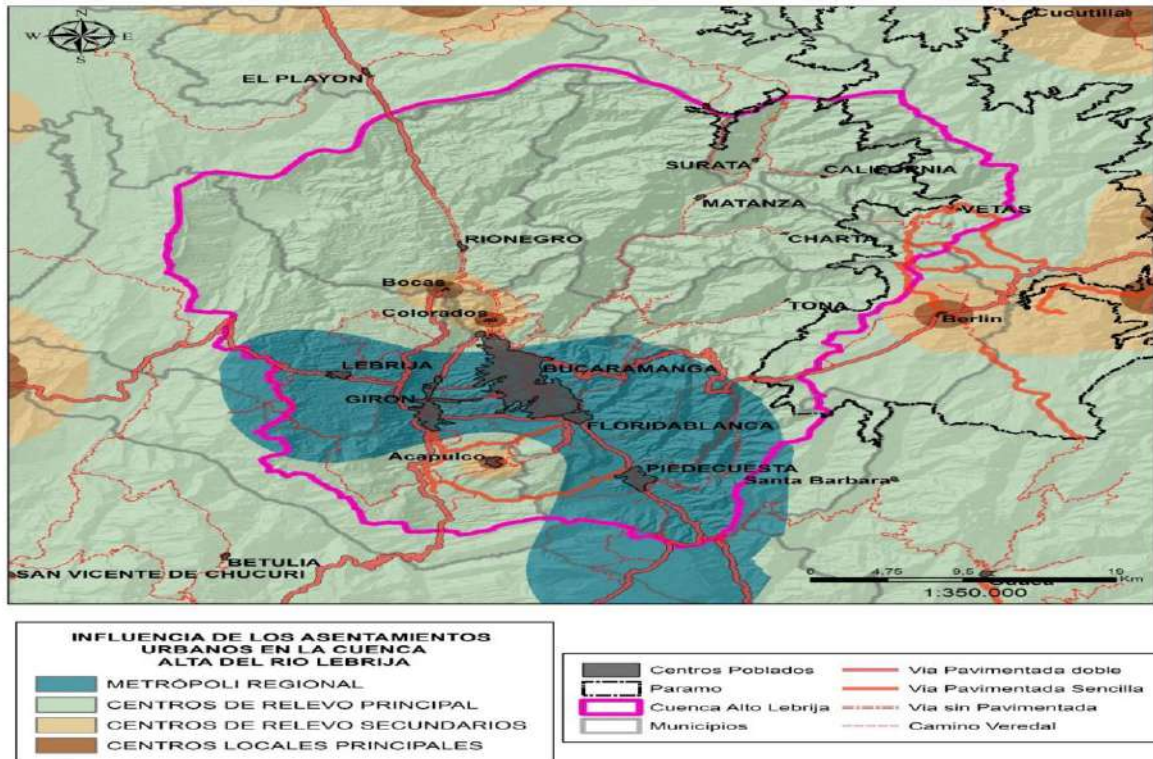 N
W E
S
Cucutilla
EL PLAYON
SURATA
CALIFORNIA
MATANZA
VETAS
CHARTA
RIONEGRO
Bocas
TONA
Colorados
Berlin
LEBRIJA
BUCARAMANGA
GIRON
FLORIDABLANCA
Acapulco
PIEDECUESTA
Santa Barbara
BETULIA
SAN VICENTE DE CHUCURI
0 4.75 9.5 19
Km
1:350.000
INFLUENCIA DE LOS ASENTAMIENTOS
URBANOS EN LA CUENCA
ALTA DEL RIO LEBRIJA
METRÓPOLI REGIONAL
CENTROS DE RELEVO PRINCIPAL
CENTROS DE RELEVO SECUNDARIOS
CENTROS LOCALES PRINCIPALES
Centros Poblados
Paramo
Cuenca Alto Lebrija
Municipios
Via Pavimentada doble
Via Pavimentada Sencilla
Via sin Pavimentada
Camino Veredal